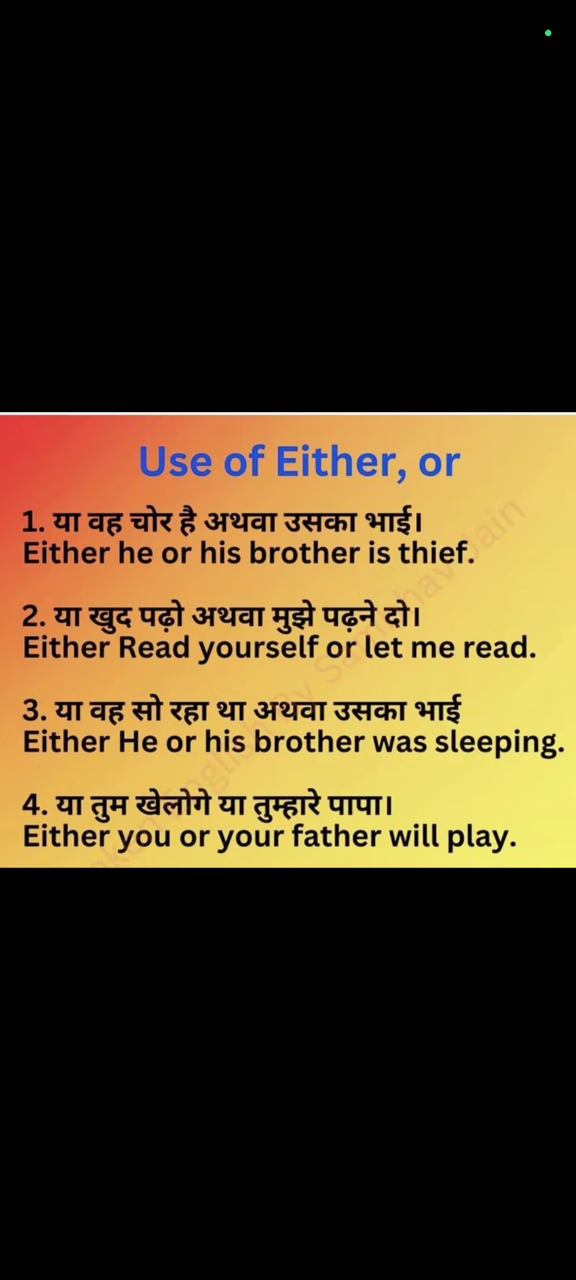 Use of Either, or
1. या वह चोर है अथवा उसका भाई।
Either he or his brother is thief.
2. या खुद पढ़ो अथवा मुझे पढ़ने दो।
Either Read yourself or let me read.
3. या वह सो रहा था अथवा उसका भाई
Either He or his brother was sleeping.
4. या तुम खेलोगे या तुम्हारे पापा।
Either you or your father will play.